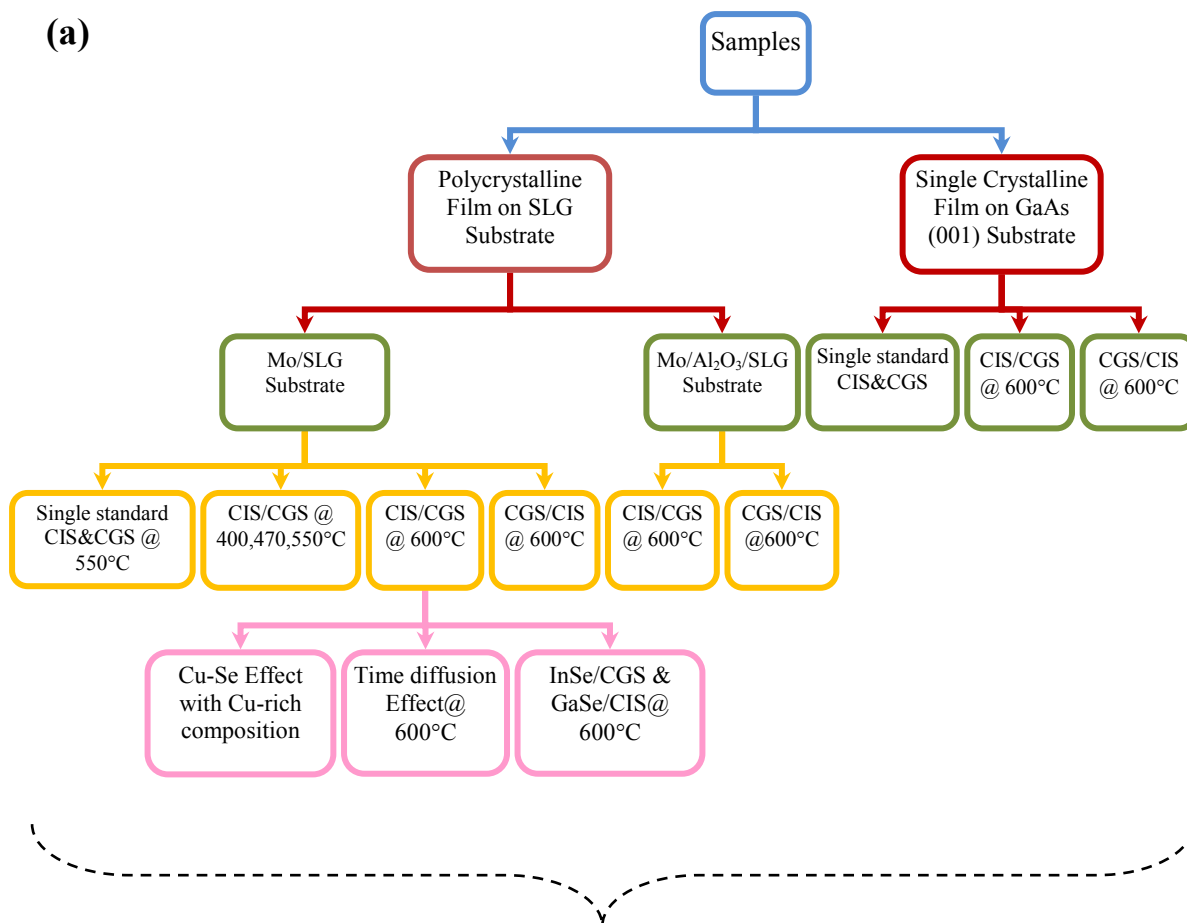 (a)
Samples
Polycrystalline
Film on SLG
Substrate
Single Crystalline
Film on GaAs
(001) Substrate
Mo/SLG
Substrate
Mo/Al₂O₃/SLG
Substrate
Single standard
CIS&CGS
CIS/CGS
@ 600°C
CGS/CIS
@ 600°C
Single standard
CIS&CGS @
550°C
CIS/CGS @
400,470,550°C
CIS/CGS
@ 600°C
CGS/CIS
@ 600°C
CIS/CGS
@ 600°C
CGS/CIS
@600°C
Cu-Se Effect
with Cu-rich
composition
Time diffusion
Effect@
600°C
InSe/CGS &
GaSe/CIS@
600°C